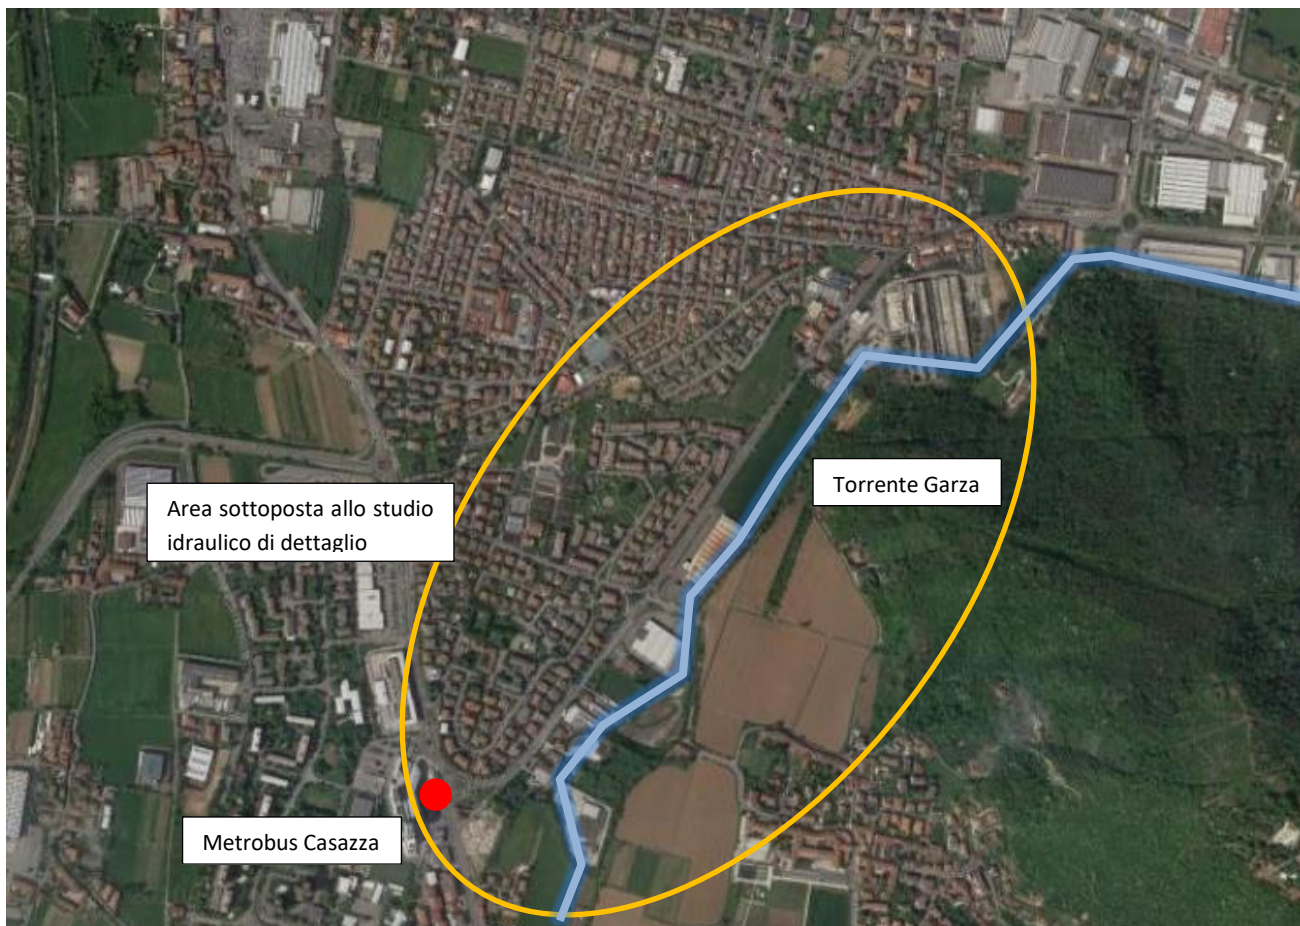 Torrente Garza
Area sottoposta allo studio
idraulico di dettaglio
Metrobus Casazza